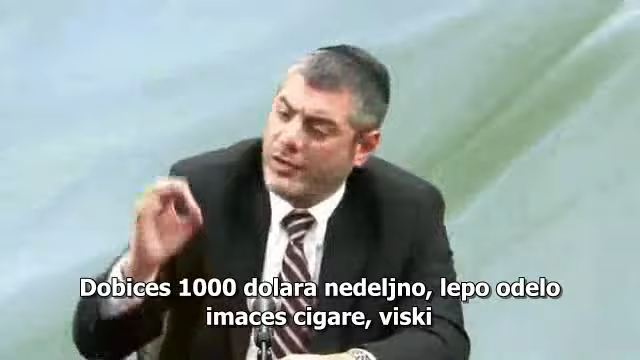 Dobices 1000 dolara nedeljno, lepo odelo
imaces cigare, viski